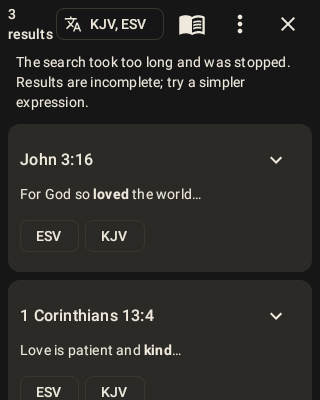 3
results
KJV, ESV
The search took too long and was stopped.
Results are incomplete; try a simpler
expression.
John 3:16
For God so loved the world…
ESV
KJV
1 Corinthians 13:4
Love is patient and kind…
ESV
KJV